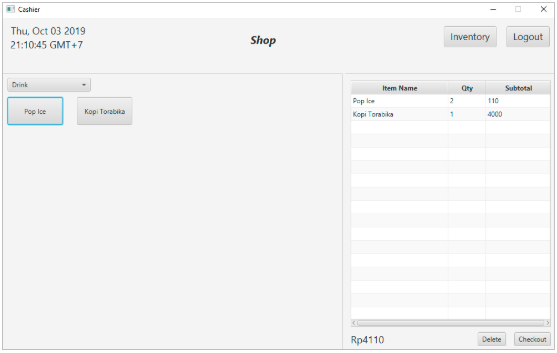 Cashier
Thu, Oct 03 2019
21:10:45 GMT+7
Shop
Inventory
Logout
Drink
Pop Ice
Kopi Torabika
Item Name Qty Subtotal
Pop Ice 2 110
Kopi Torabika 1 4000
Rp4110
Delete
Checkout